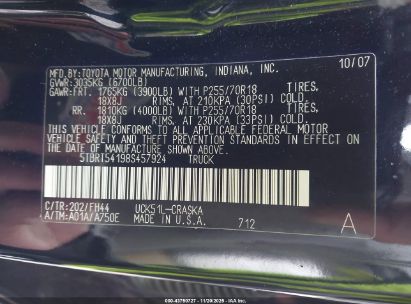 MFD. BY: TOYOTA MOTOR MANUFACTURING, INDIANA, INC. 10/07
GVWR: 3035KG (6700LB)
GAWR: FRT. 1765KG (3900LB) WITH P255/70R18 TIRES,
18X8J RIMS, AT 210KPA (30PSI) COLD.
RR. 1810KG (4000LB) WITH P255/70R18 TIRES,
18X8J RIMS, AT 230KPA (33PSI) COLD.
THIS VEHICLE CONFORMS TO ALL APPLICABLE FEDERAL MOTOR
VEHICLE SAFETY AND THEFT PREVENTION STANDARDS IN EFFECT
ON THE DATE OF MANUFACTURE SHOWN ABOVE.
5TBRT54198S457924 TRUCK
C/TR: 202/FH44 UCK51L-CRASKA
A/TM: A01A/A750E MADE IN U.S.A. 712 A